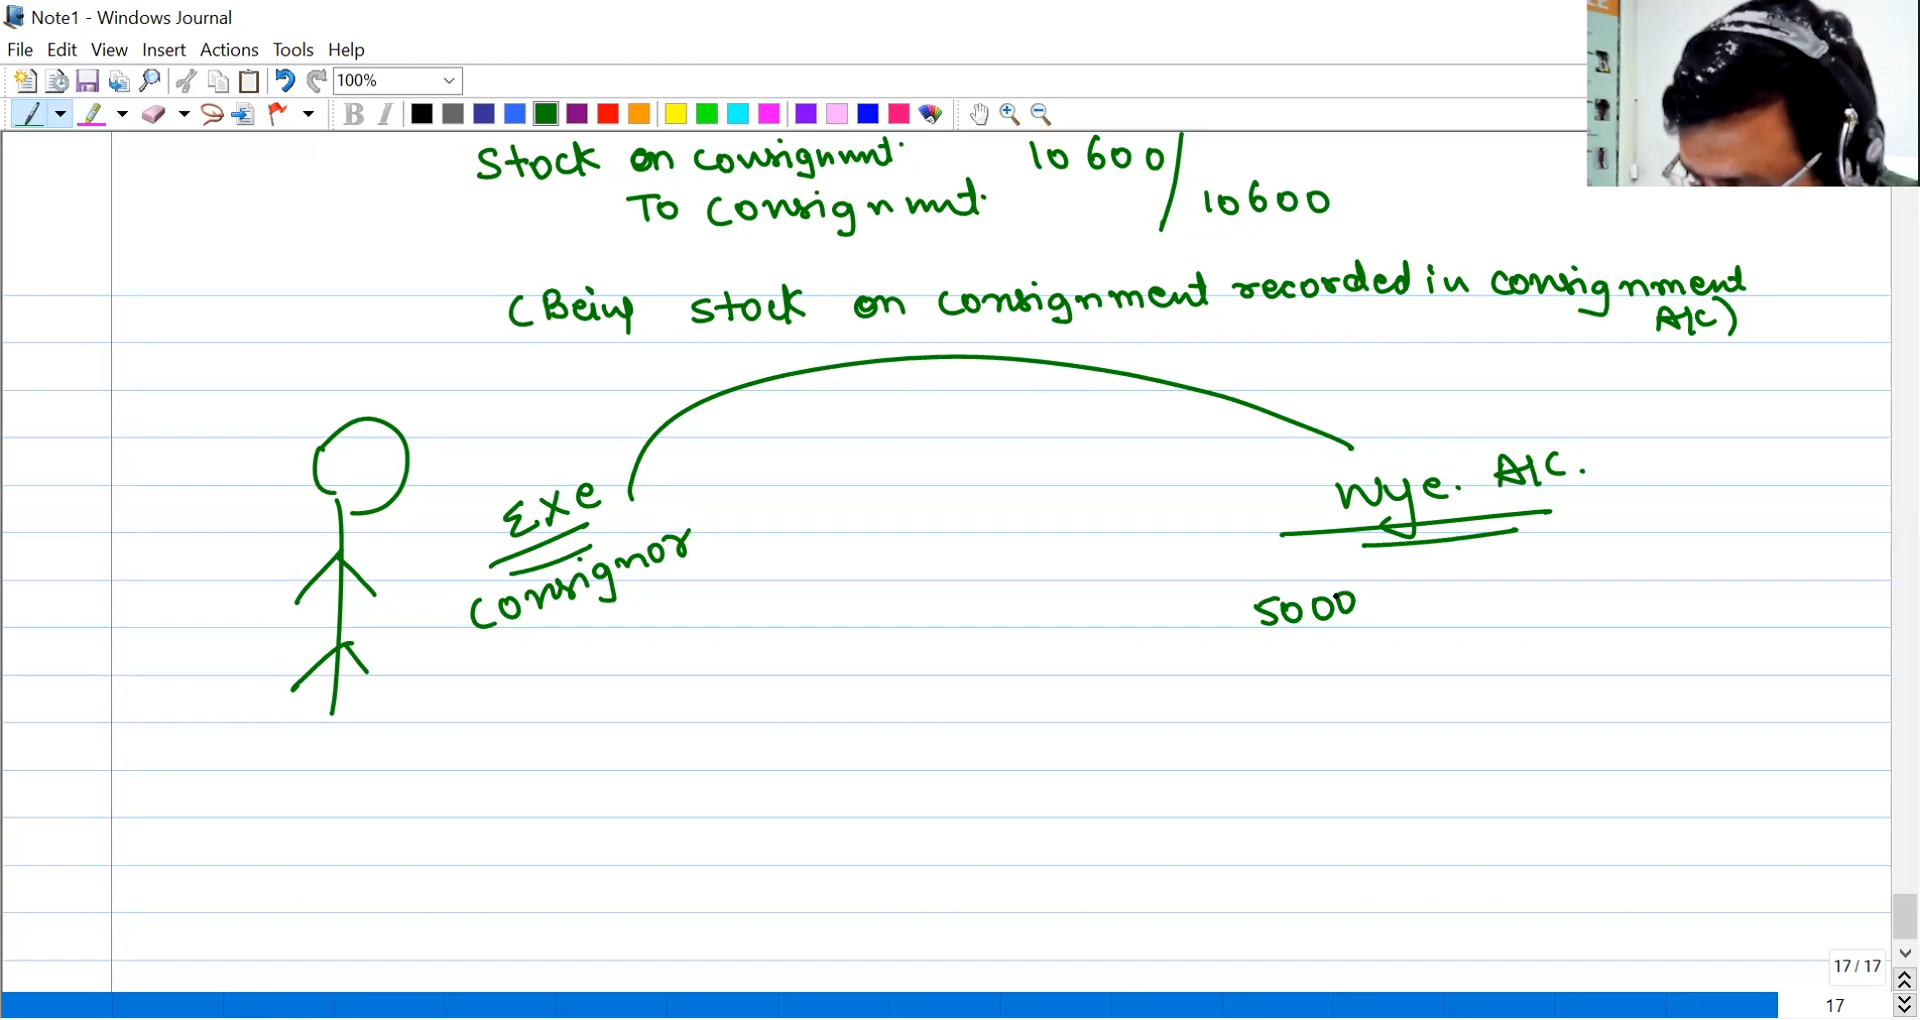 Note1 - Windows Journal
File Edit View Insert Actions Tools Help
100%
B I
Stock on consignmnt. 10600
To Consignmnt. 10600
(Being stock on consignment recorded in consignment
A/C)
Exe
Consignor
Wye. A/C.
5000
17 / 17
17